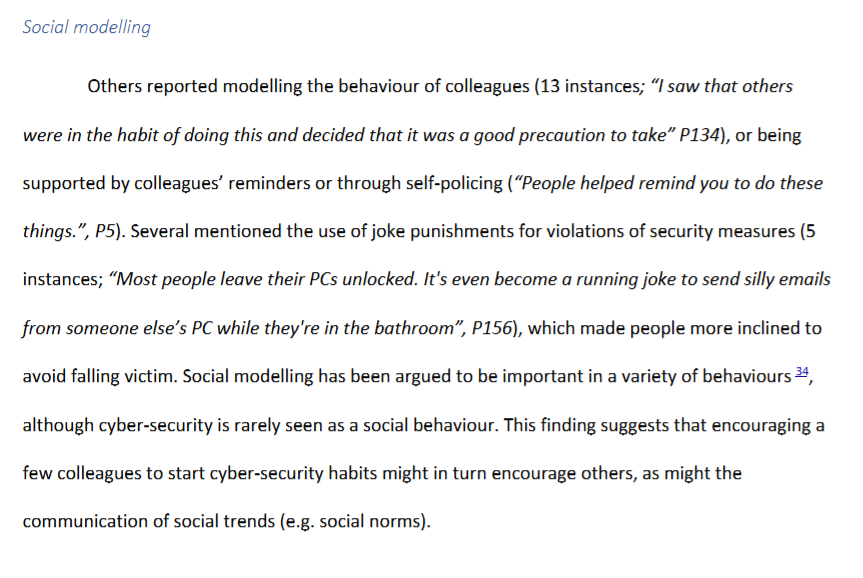 Social modelling
Others reported modelling the behaviour of colleagues (13 instances; “I saw that others
were in the habit of doing this and decided that it was a good precaution to take” P134), or being
supported by colleagues’ reminders or through self-policing (“People helped remind you to do these
things.”, P5). Several mentioned the use of joke punishments for violations of security measures (5
instances; “Most people leave their PCs unlocked. It's even become a running joke to send silly emails
from someone else’s PC while they're in the bathroom”, P156), which made people more inclined to
avoid falling victim. Social modelling has been argued to be important in a variety of behaviours 34,
although cyber-security is rarely seen as a social behaviour. This finding suggests that encouraging a
few colleagues to start cyber-security habits might in turn encourage others, as might the
communication of social trends (e.g. social norms).